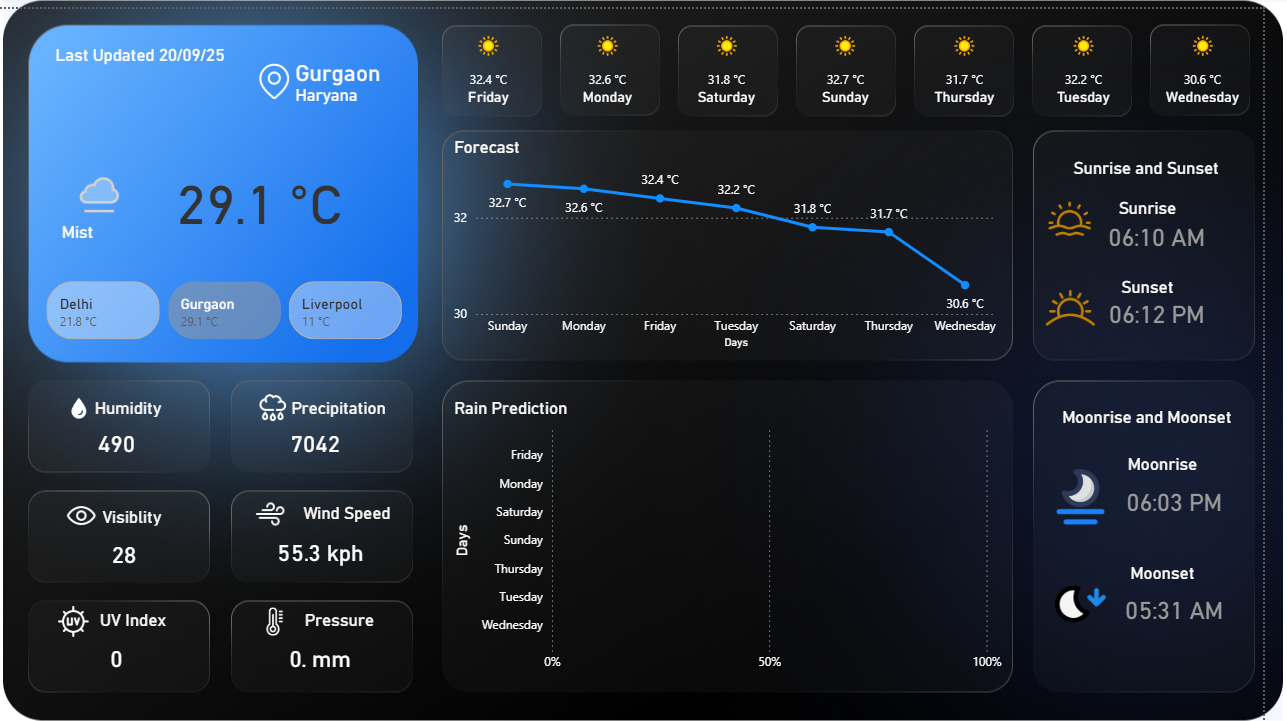 Last Updated 20/09/25
Gurgaon
Haryana
Mist
29.1 °C
Delhi
21.8 °C
Gurgaon
29.1 °C
Liverpool
11 °C
32.4 °C
Friday
32.6 °C
Monday
31.8 °C
Saturday
32.7 °C
Sunday
31.7 °C
Thursday
32.2 °C
Tuesday
30.6 °C
Wednesday
Forecast
32
30
32.7 °C
32.6 °C
32.4 °C
32.2 °C
31.8 °C
31.7 °C
30.6 °C
Sunday
Monday
Friday
Tuesday
Saturday
Thursday
Wednesday
Days
Sunrise and Sunset
Sunrise
06:10 AM
Sunset
06:12 PM
Humidity
490
Precipitation
7042
Visiblity
28
Wind Speed
55.3 kph
UV
UV Index
0
Pressure
0. mm
Rain Prediction
Days
Friday
Monday
Saturday
Sunday
Thursday
Tuesday
Wednesday
0%
50%
100%
Moonrise and Moonset
Moonrise
06:03 PM
Moonset
05:31 AM